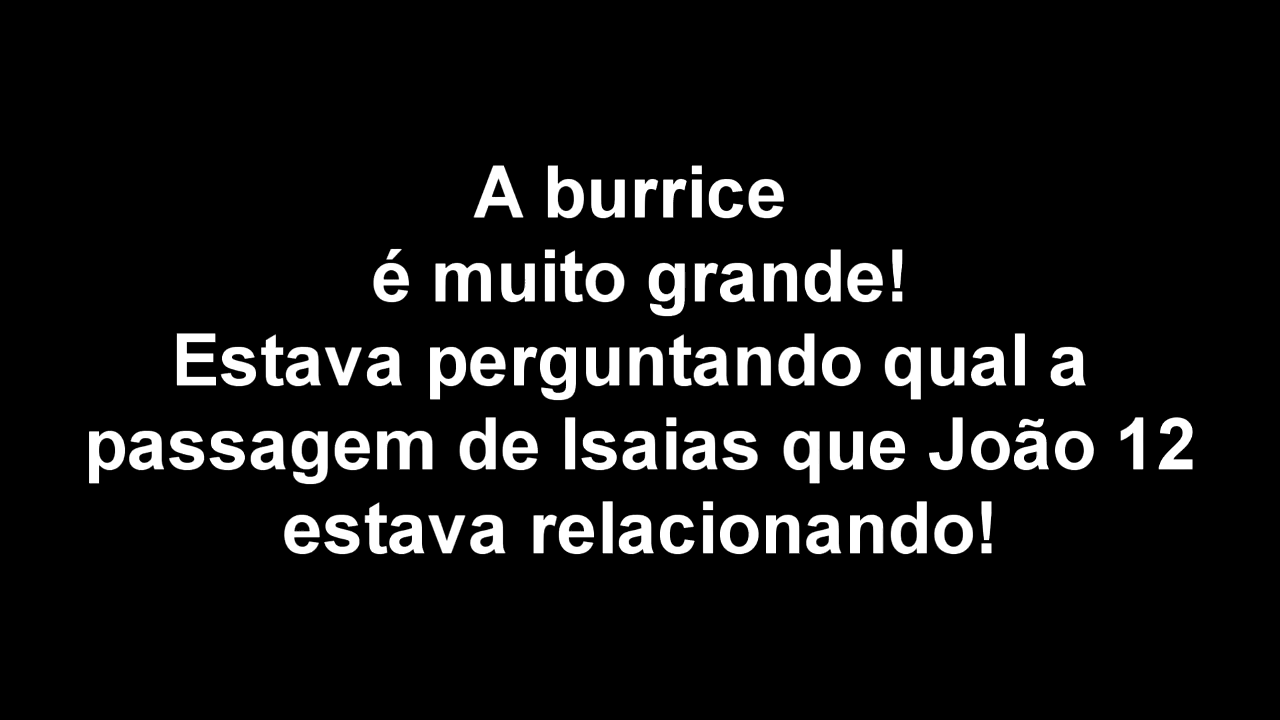 A burrice
é muito grande!
Estava perguntando qual a
passagem de Isaias que João 12
estava relacionando!